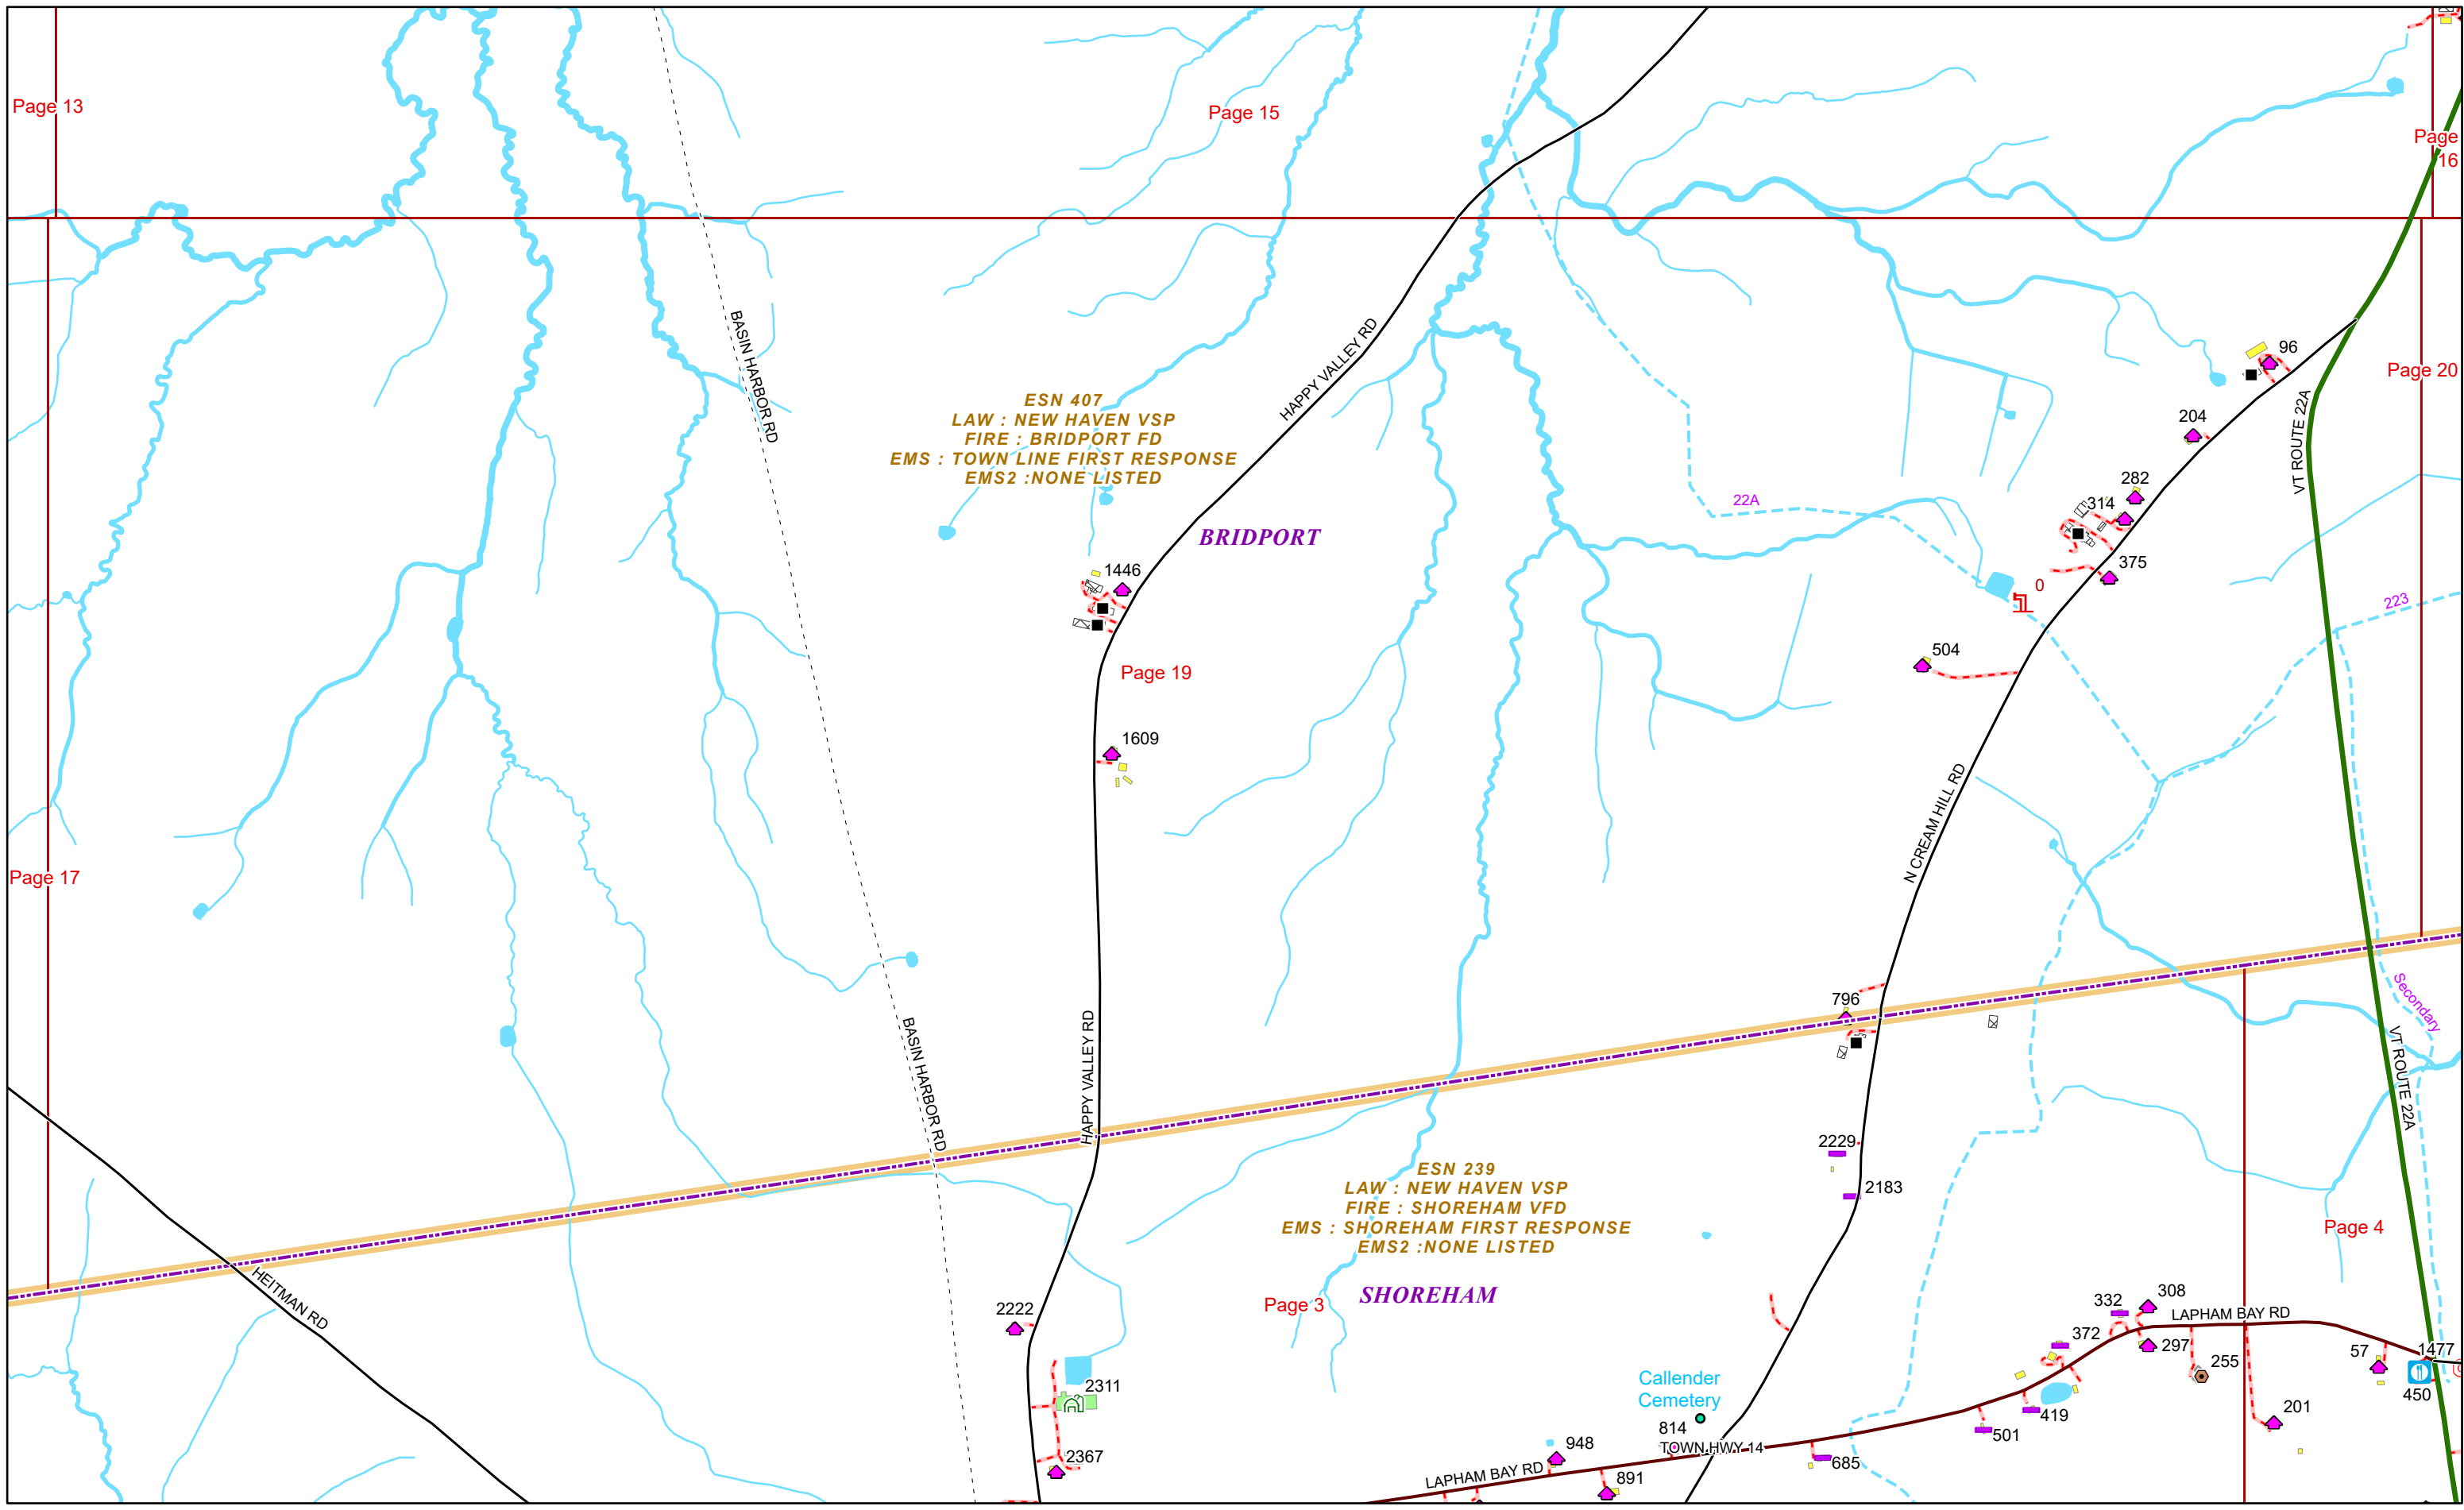 Page 13
Page 15
Page
16
BASIN HARBOR RD
HAPPY VALLEY RD
96
Page 20
ESN 407
LAW : NEW HAVEN VSP
FIRE : BRIDPORT FD
EMS : TOWN LINE FIRST RESPONSE
EMS2 :NONE LISTED
204
VT ROUTE 22A
282
22A
314
BRIDPORT
1446
375
0
223
504
Page 19
1609
N CREAM HILL RD
Page 17
796
Secondary
BASIN HARBOR RD
HAPPY VALLEY RD
VT ROUTE 22A
2229
ESN 239
LAW : NEW HAVEN VSP
FIRE : SHOREHAM VFD
EMS : SHOREHAM FIRST RESPONSE
EMS2 :NONE LISTED
2183
Page 4
HEITMAN RD
SHOREHAM
Page 3
2222
308
332
LAPHAM BAY RD
372
297
57
1477
255
2311
Callender
Cemetery
450
201
419
814
501
TOWN HWY 14
948
2367
685
LAPHAM BAY RD
891